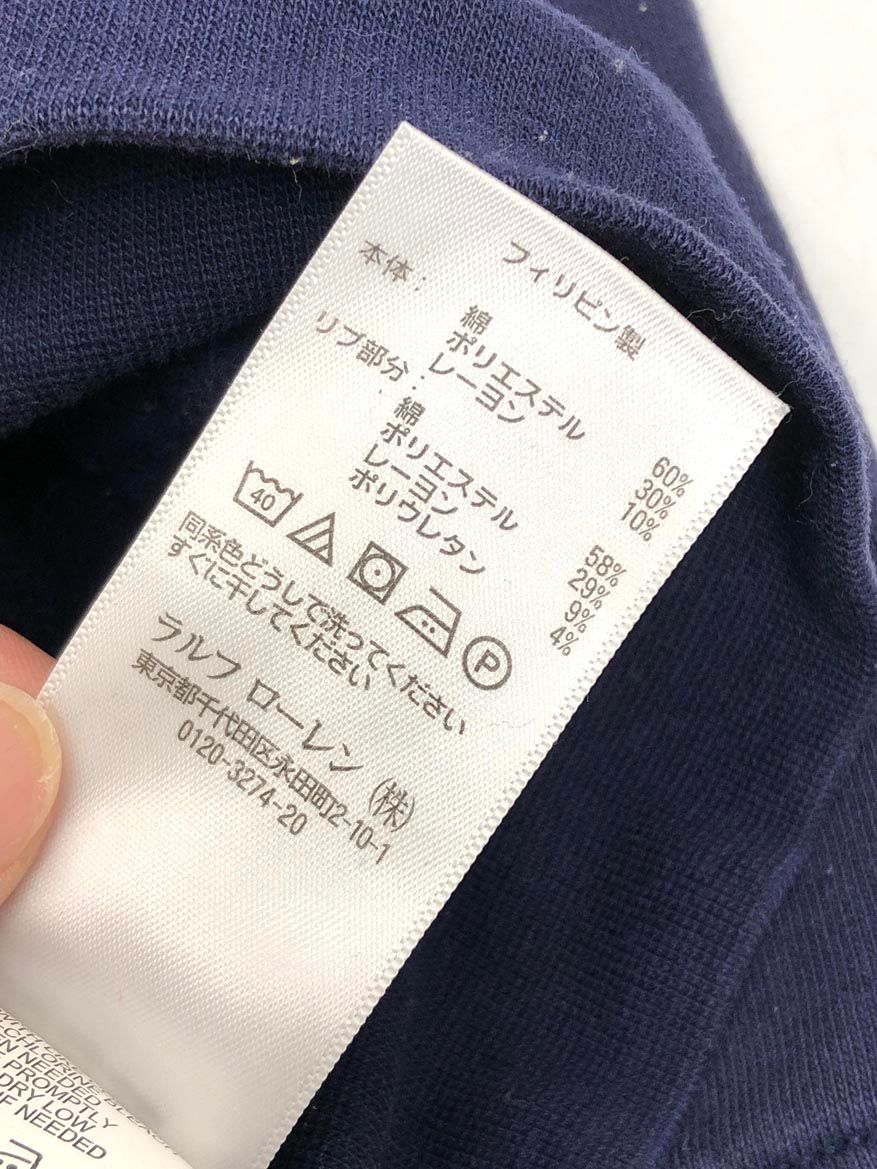 フィリピン製
本体:
綿 60%
ポリエステル 30%
レーヨン 10%
リブ部分:
綿 58%
ポリエステル 29%
レーヨン 9%
ポリウレタン 4%
40
P
同系色どうしで洗ってください
すぐに干してください
ラルフ ローレン (株)
東京都千代田区永田町2-10-1
0120-3274-20
NEEDED
PROMPTLY
DRY LOW
NEEDED